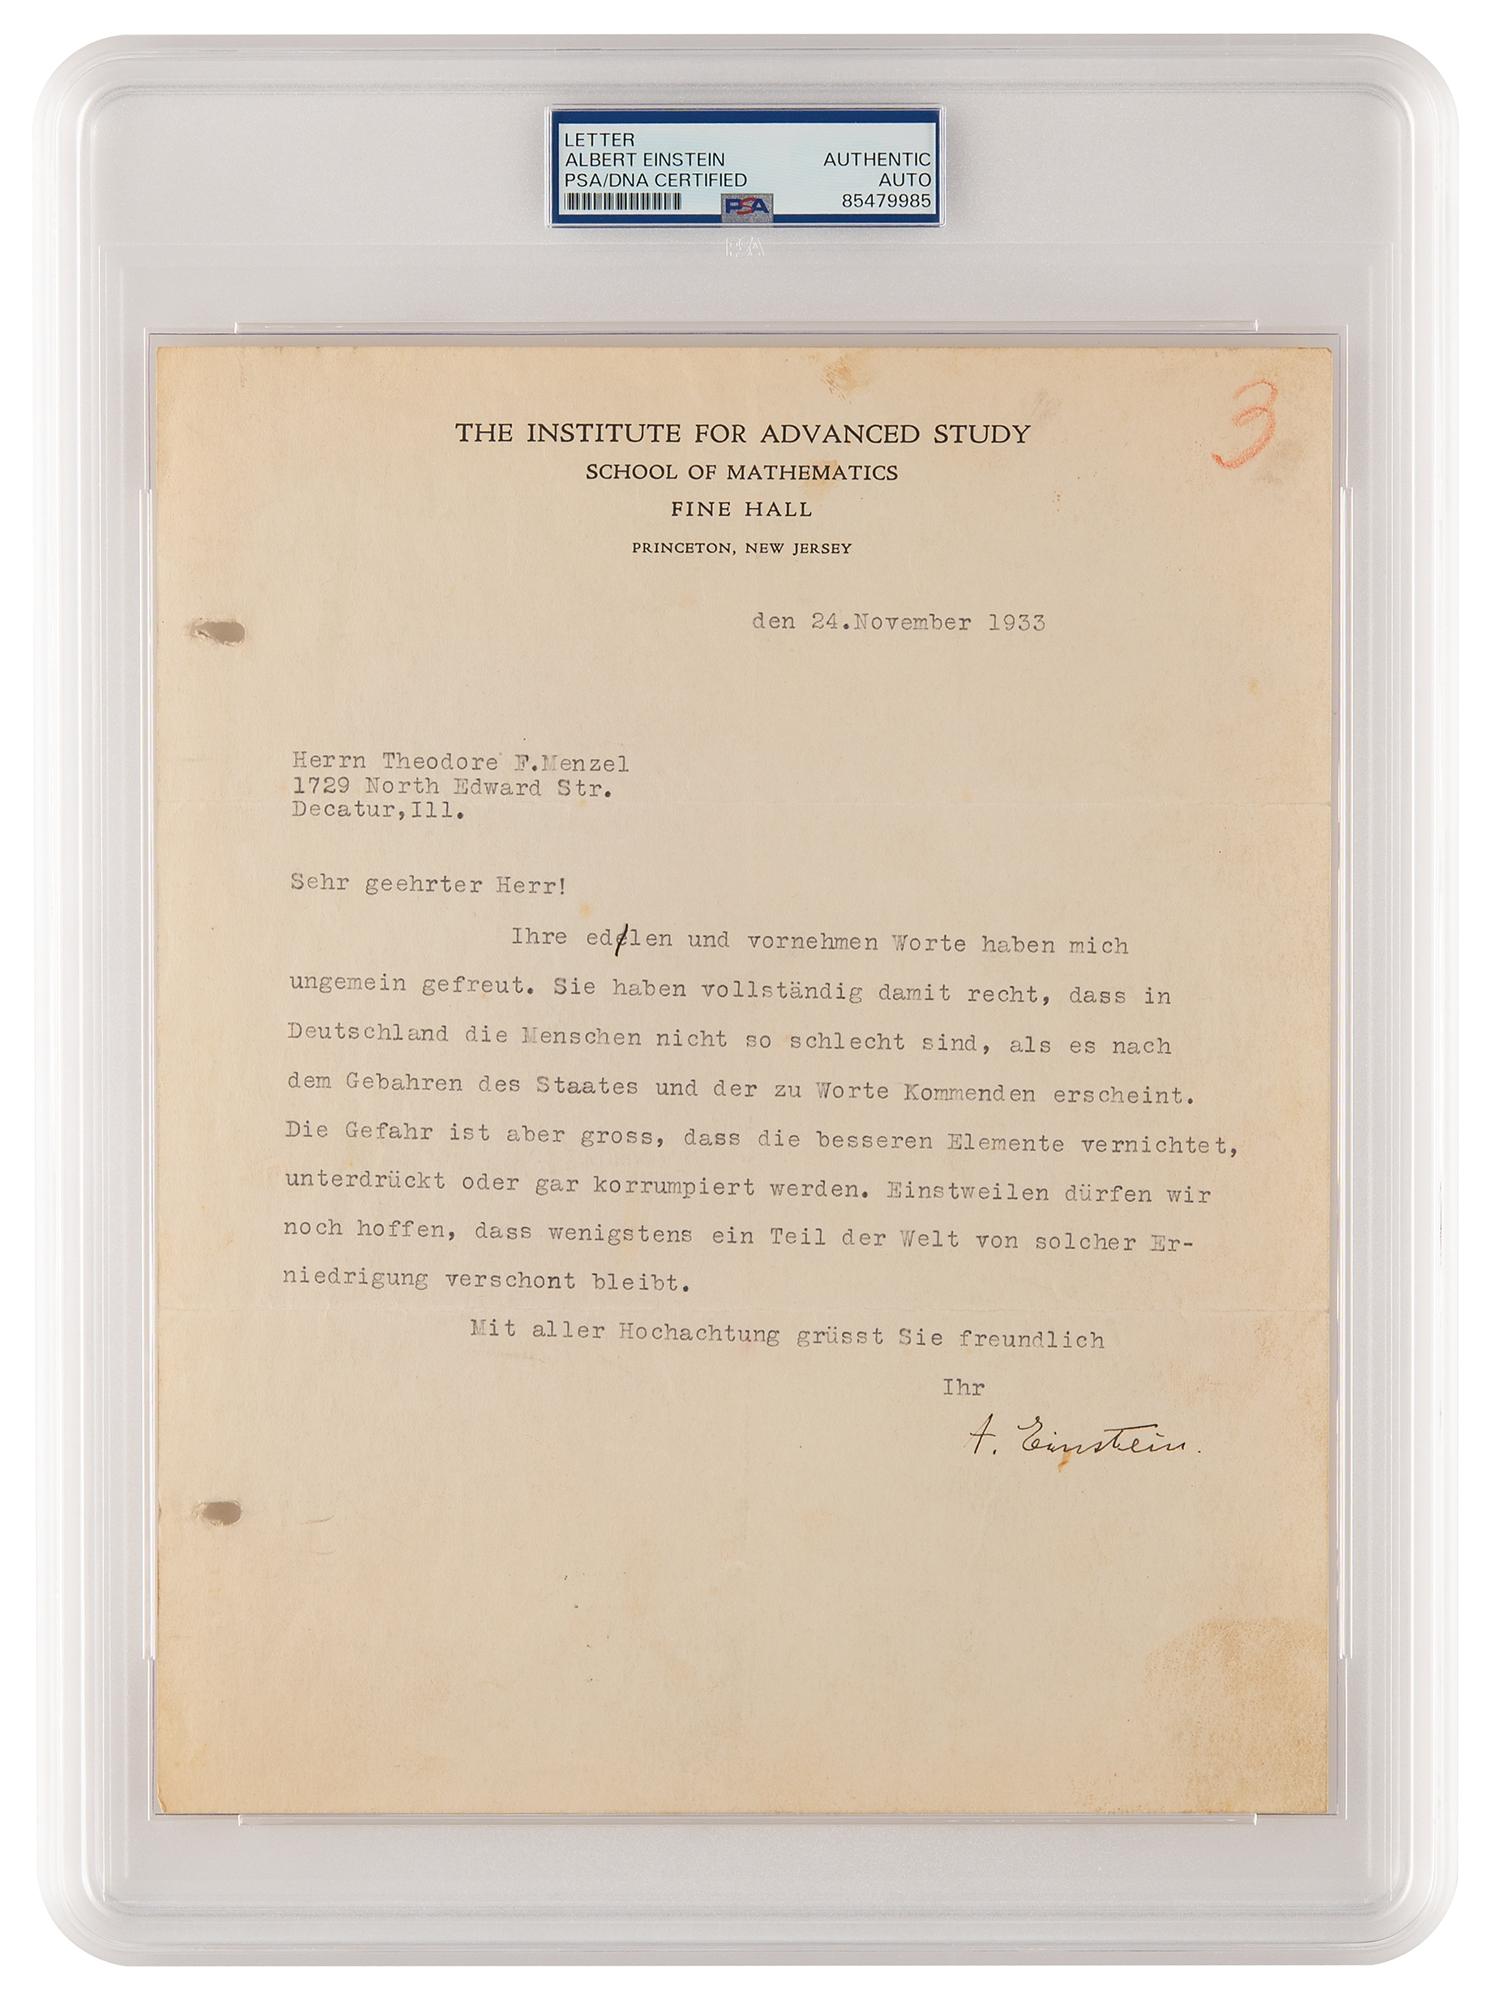 LETTER
ALBERT EINSTEIN AUTHENTIC
PSA/DNA CERTIFIED AUTO
PSA 85479985
PSA
3
THE INSTITUTE FOR ADVANCED STUDY
SCHOOL OF MATHEMATICS
FINE HALL
PRINCETON, NEW JERSEY
den 24.November 1933
Herrn Theodore F.Menzel
1729 North Edward Str.
Decatur,Ill.
Sehr geehrter Herr!
Ihre edlen und vornehmen Worte haben mich
ungemein gefreut. Sie haben vollständig damit recht, dass in
Deutschland die Menschen nicht so schlecht sind, als es nach
dem Gebahren des Staates und der zu Worte Kommenden erscheint.
Die Gefahr ist aber gross, dass die besseren Elemente vernichtet,
unterdrückt oder gar korrumpiert werden. Einstweilen dürfen wir
noch hoffen, dass wenigstens ein Teil der Welt von solcher Er-
niedrigung verschont bleibt.
Mit aller Hochachtung grüsst Sie freundlich
Ihr
A. Einstein.